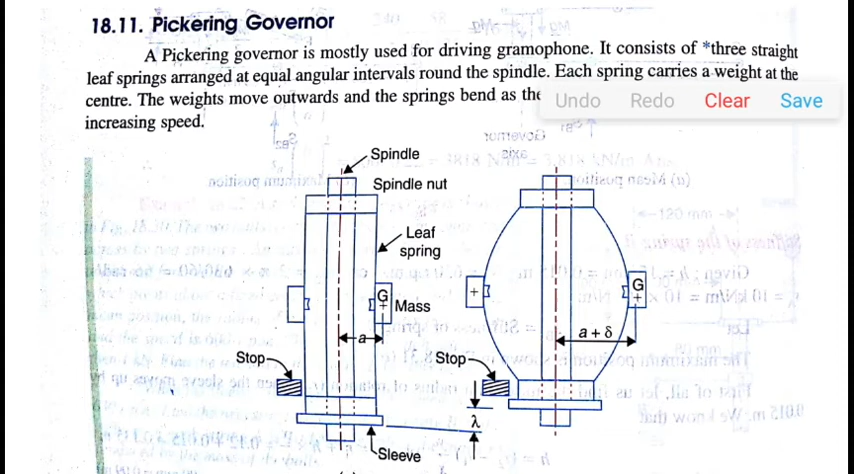 18.11. Pickering Governor
A Pickering governor is mostly used for driving gramophone. It consists of *three straight
leaf springs arranged at equal angular intervals round the spindle. Each spring carries a weight at the
centre. The weights move outwards and the springs bend as the
Undo Redo Clear Save
increasing speed.
Spindle
Spindle nut
Leaf
spring
G
Mass
a
Stop
Sleeve
G
a + δ
Stop
λ